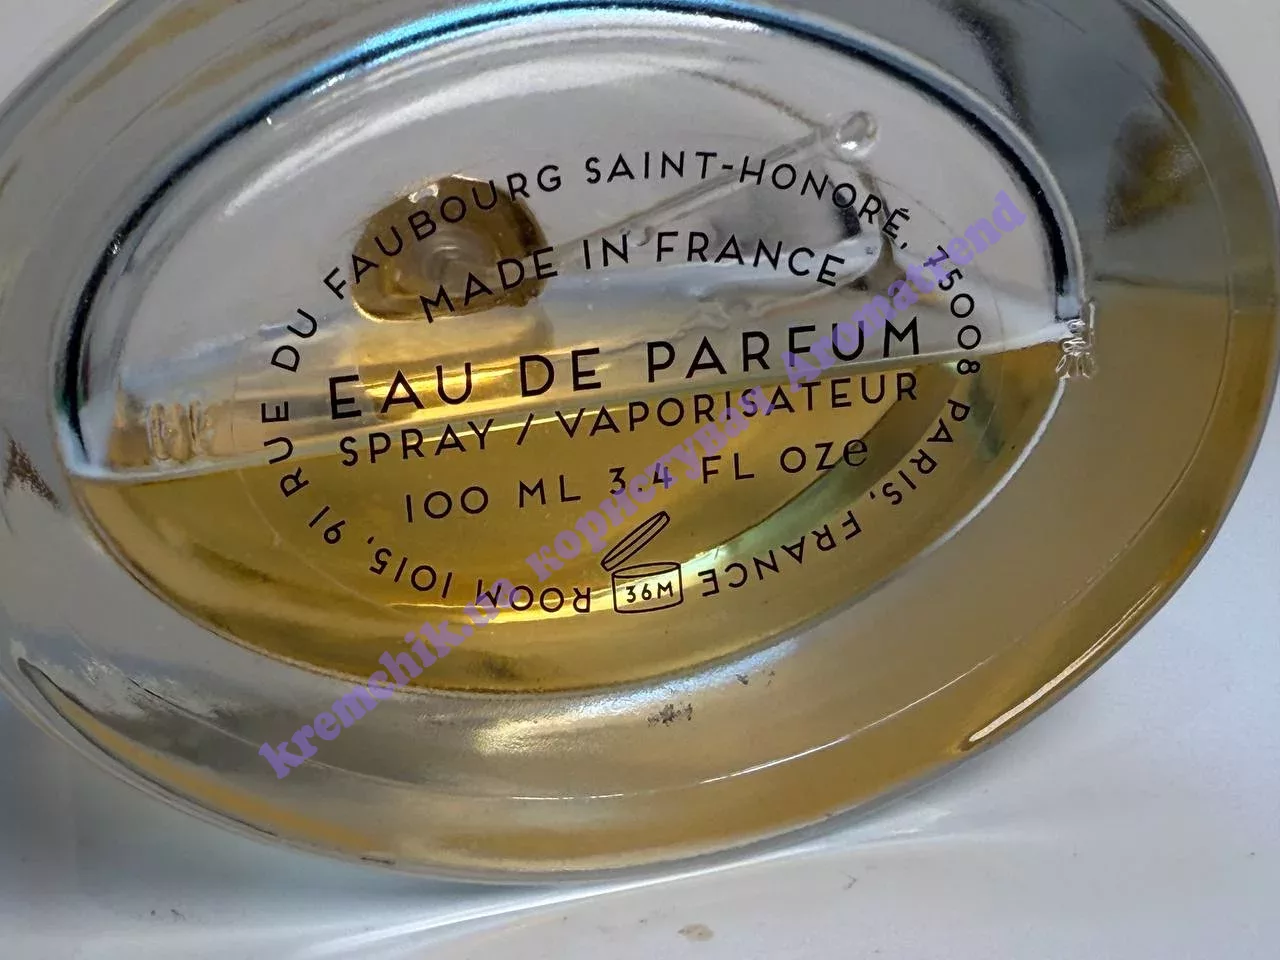 ROOM 1015, 91 RUE DU FAUBOURG SAINT-HONORÉ, 75008 PARIS, FRANCE
MADE IN FRANCE
EAU DE PARFUM
SPRAY / VAPORISATEUR
100 ML 3.4 FL OZe
36M
kremchik.ua користувач Aromatrend